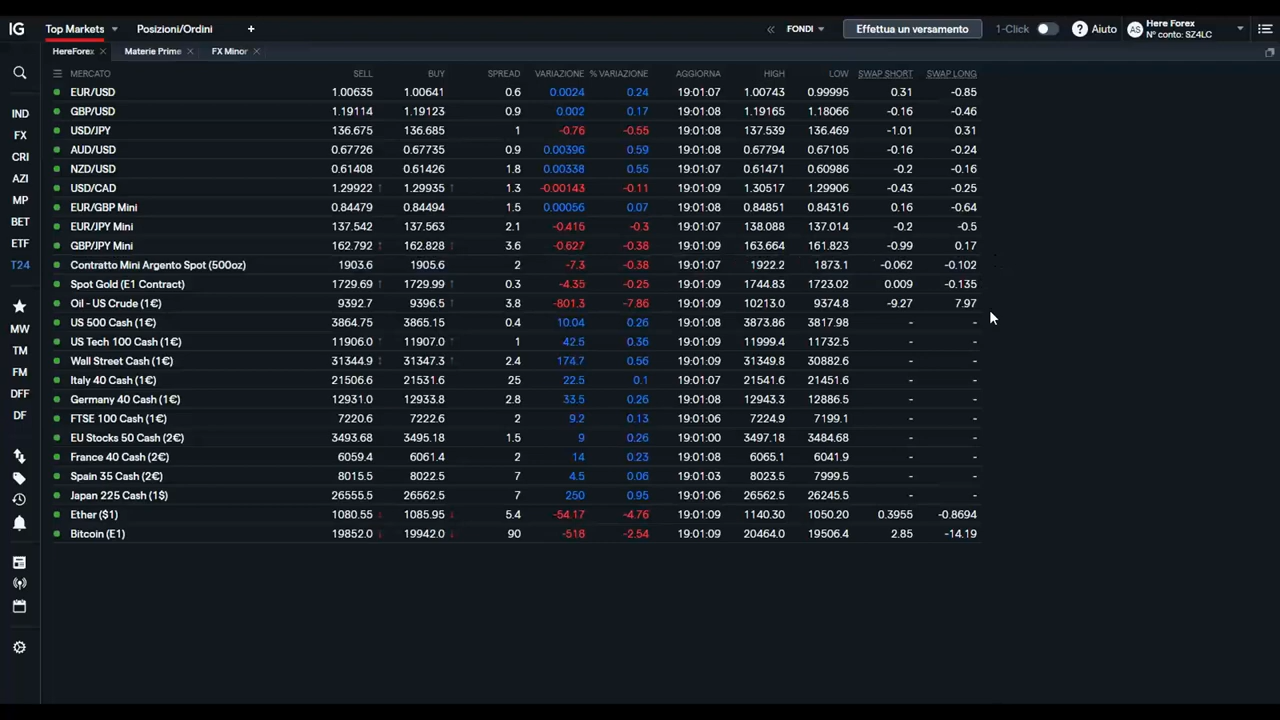 IG Top Markets Posizioni/Ordini + « FONDI Effettua un versamento 1-Click ? Aiuto AS Here Forex
Nº conto: SZ4LC
HereForex × Materie Prime × FX Minor ×
MERCATO SELL BUY SPREAD VARIAZIONE % VARIAZIONE AGGIORNA HIGH LOW SWAP SHORT SWAP LONG
EUR/USD 1.00635 1.00641 0.6 0.0024 0.24 19:01:07 1.00743 0.99995 0.31 -0.85
GBP/USD 1.19114 1.19123 0.9 0.002 0.17 19:01:08 1.19165 1.18066 -0.16 -0.46
USD/JPY 136.675 136.685 1 -0.76 -0.55 19:01:08 137.539 136.469 -1.01 0.31
AUD/USD 0.67726 0.67735 0.9 0.00396 0.59 19:01:08 0.67794 0.67105 -0.16 -0.24
NZD/USD 0.61408 0.61426 1.8 0.00338 0.55 19:01:08 0.61471 0.60986 -0.2 -0.16
USD/CAD 1.29922 ↑ 1.29935 ↑ 1.3 -0.00143 -0.11 19:01:09 1.30517 1.29906 -0.43 -0.25
EUR/GBP Mini 0.84479 0.84494 1.5 0.00056 0.07 19:01:08 0.84851 0.84316 0.16 -0.64
EUR/JPY Mini 137.542 137.563 2.1 -0.416 -0.3 19:01:09 138.088 137.014 -0.2 -0.5
GBP/JPY Mini 162.792 ↑ 162.828 ↑ 3.6 -0.627 -0.38 19:01:09 163.664 161.823 -0.99 0.17
Contratto Mini Argento Spot (500oz) 1903.6 1905.6 2 -7.3 -0.38 19:01:07 1922.2 1873.1 -0.062 -0.102
Spot Gold (E1 Contract) 1729.69 ↑ 1729.99 ↑ 0.3 -4.35 -0.25 19:01:09 1744.83 1723.02 0.009 -0.135
Oil - US Crude (1€) 9392.7 9396.5 ↑ 3.8 -801.3 -7.86 19:01:09 10213.0 9374.8 -9.27 7.97
US 500 Cash (1€) 3864.75 3865.15 0.4 10.04 0.26 19:01:08 3873.86 3817.98 - -
US Tech 100 Cash (1€) 11906.0 ↑ 11907.0 ↑ 1 42.5 0.36 19:01:09 11999.4 11732.5 - -
Wall Street Cash (1€) 31344.9 ↑ 31347.3 ↑ 2.4 174.7 0.56 19:01:09 31349.8 30882.6 - -
Italy 40 Cash (1€) 21506.6 21531.6 25 22.5 0.1 19:01:07 21541.6 21451.6 - -
Germany 40 Cash (1€) 12931.0 12933.8 2.8 33.5 0.26 19:01:08 12943.3 12886.5 - -
FTSE 100 Cash (1€) 7220.6 7222.6 2 9.2 0.13 19:01:08 7224.9 7199.1 - -
EU Stocks 50 Cash (2€) 3493.68 3495.18 1.5 9 0.26 19:01:00 3497.18 3484.68 - -
France 40 Cash (2€) 6059.4 6061.4 2 14 0.23 19:01:08 6065.1 6041.9 - -
Spain 35 Cash (2€) 8015.5 8022.5 7 4.5 0.06 19:01:03 8023.5 7999.5 - -
Japan 225 Cash (1$) 26555.5 26562.5 7 250 0.95 19:01:06 26562.5 26245.5 - -
Ether ($1) 1080.55 ↓ 1085.95 ↓ 5.4 -54.17 -4.76 19:01:09 1140.30 1050.20 0.3955 -0.8694
Bitcoin (E1) 19852.0 ↓ 19942.0 ↓ 90 -518 -2.54 19:01:09 20464.0 19506.4 2.85 -14.19
IND
FX
CRI
AZI
MP
BET
ETF
T24
MW
TM
FM
DFF
DF